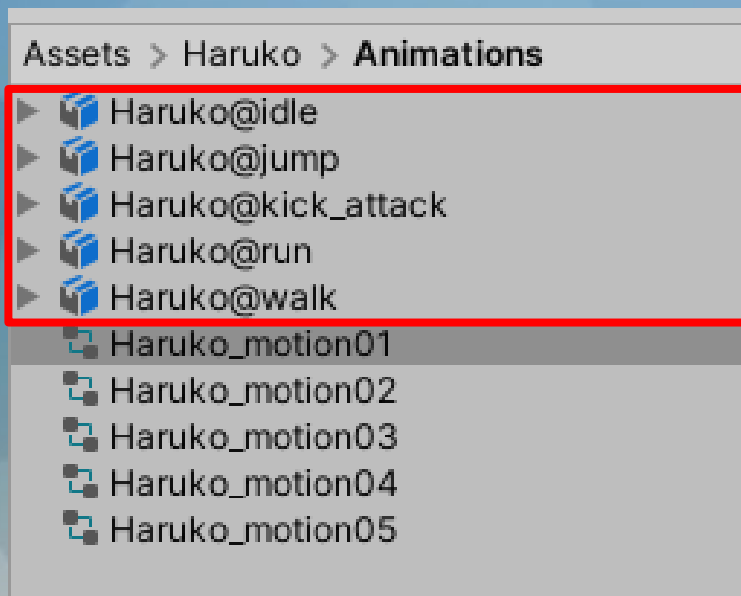 Assets > Haruko > Animations
Haruko@idle
Haruko@jump
Haruko@kick_attack
Haruko@run
Haruko@walk
Haruko_motion01
Haruko_motion02
Haruko_motion03
Haruko_motion04
Haruko_motion05